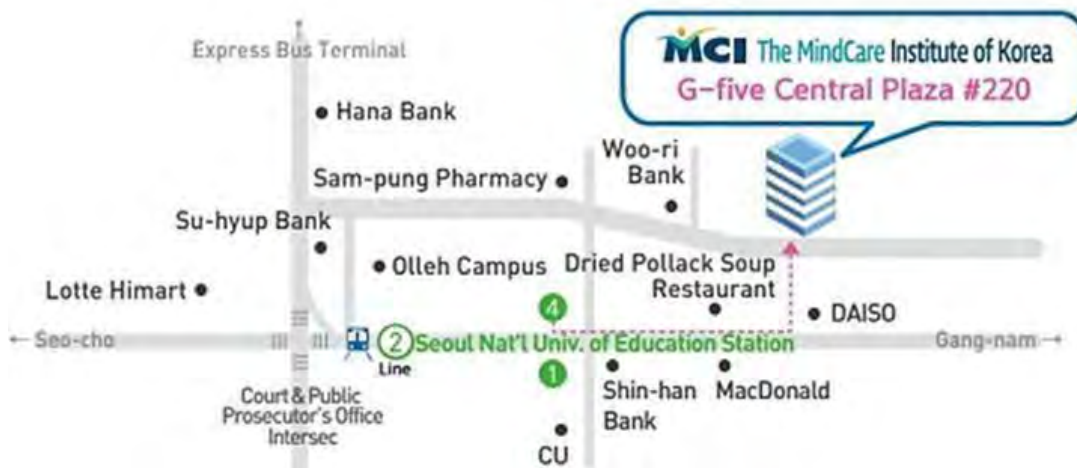 Express Bus Terminal
MCI The MindCare Institute of Korea
G-five Central Plaza #220
Hana Bank
Woo-ri
Bank
Sam-pung Pharmacy
Su-hyup Bank
Olleh Campus
Dried Pollack Soup
Restaurant
Lotte Himart
4
DAISO
← Seo-cho
2
Line
Seoul Nat'l Univ. of Education Station
Gang-nam →
1
Court & Public
Prosecutor's Office
Intersec
Shin-han
Bank
MacDonald
CU